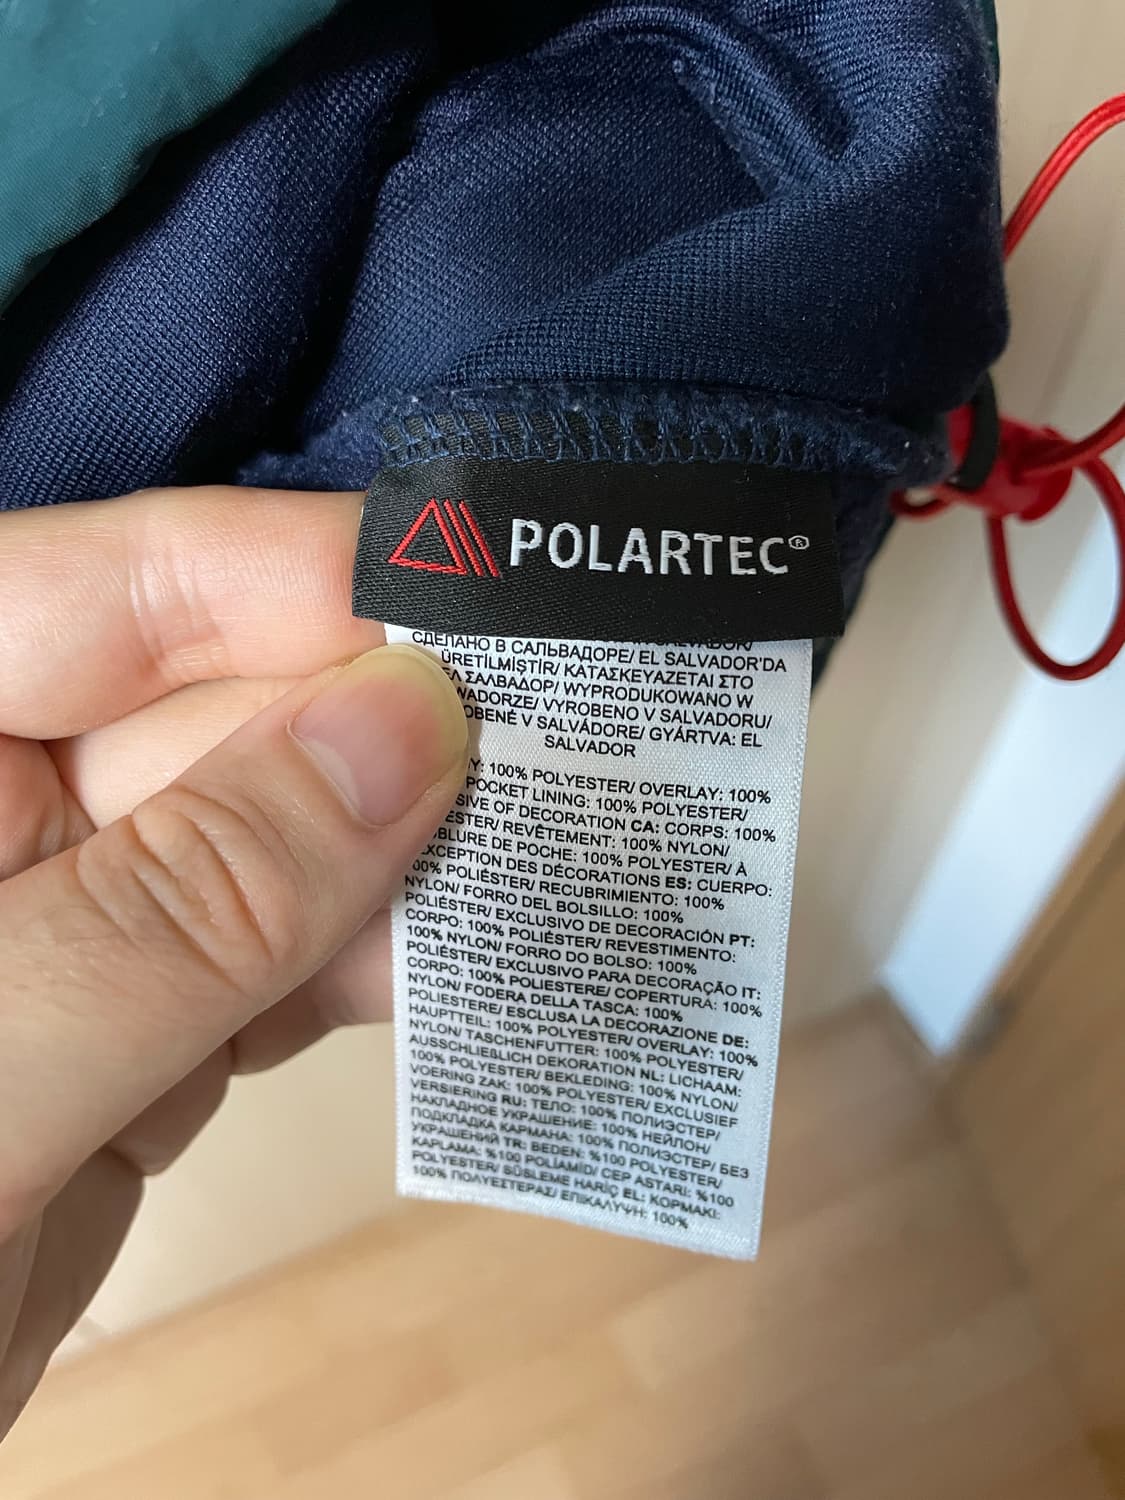 POLARTEC®
СДЕЛАНО В САЛЬВАДОРЕ/ EL SALVADOR'DA
ÜRETİLMİŞTİR/ ΚΑΤΑΣΚΕΥΑΖΕΤΑΙ ΣΤΟ
ΣΑΛΒΑΔΟΡ/ WYPRODUKOWANO W
VYROBENO V SALVADORU/
V SALVÁDORE/ GYÁRTVA: EL
SALVADOR
100% POLYESTER/ OVERLAY: 100%
POCKET LINING: 100% POLYESTER/
OF DECORATION CA: CORPS: 100%
REVÊTEMENT: 100% NYLON/
DE POCHE: 100% POLYESTER/ À
EXCEPTION DES DÉCORATIONS ES: CUERPO:
100% POLIÉSTER/ RECUBRIMIENTO: 100%
NYLON/ FORRO DEL BOLSILLO: 100%
POLIÉSTER/ EXCLUSIVO DE DECORACIÓN PT:
CORPO: 100% POLIÉSTER/ REVESTIMENTO:
100% NYLON/ FORRO DO BOLSO: 100%
POLIÉSTER/ EXCLUSIVO PARA DECORAÇÃO IT:
CORPO: 100% POLIESTERE/ COPERTURA: 100%
NYLON/ FODERA DELLA TASCA: 100%
POLIESTERE/ ESCLUSA LA DECORAZIONE DE:
HAUPTTEIL: 100% POLYESTER/ OVERLAY: 100%
NYLON/ TASCHENFUTTER: 100% POLYESTER/
AUSSCHLIEßLICH DEKORATION NL: LICHAAM:
100% POLYESTER/ BEKLEDING: 100% NYLON/
VOERING ZAK: 100% POLYESTER/ EXCLUSIEF
VERSIERING RU: ТЕЛО: 100% ПОЛИЭСТЕР/
НАКЛАДНОЕ УКРАШЕНИЕ: 100% НЕЙЛОН/
ПОДКЛАДКА КАРМАНА: 100% ПОЛИЭСТЕР/ БЕЗ
УКРАШЕНИЙ TR: BEDEN: %100 POLYESTER/
KAPLAMA: %100 POLİAMİD/ CEP ASTARI: %100
POLYESTER/ SÜSLEME HARİÇ EL: ΚΟΡΜΑΚΙ:
100% ΠΟΛΥΕΣΤΕΡΑΣ/ ΕΠΙΚΑΛΥΨΗ: 100%